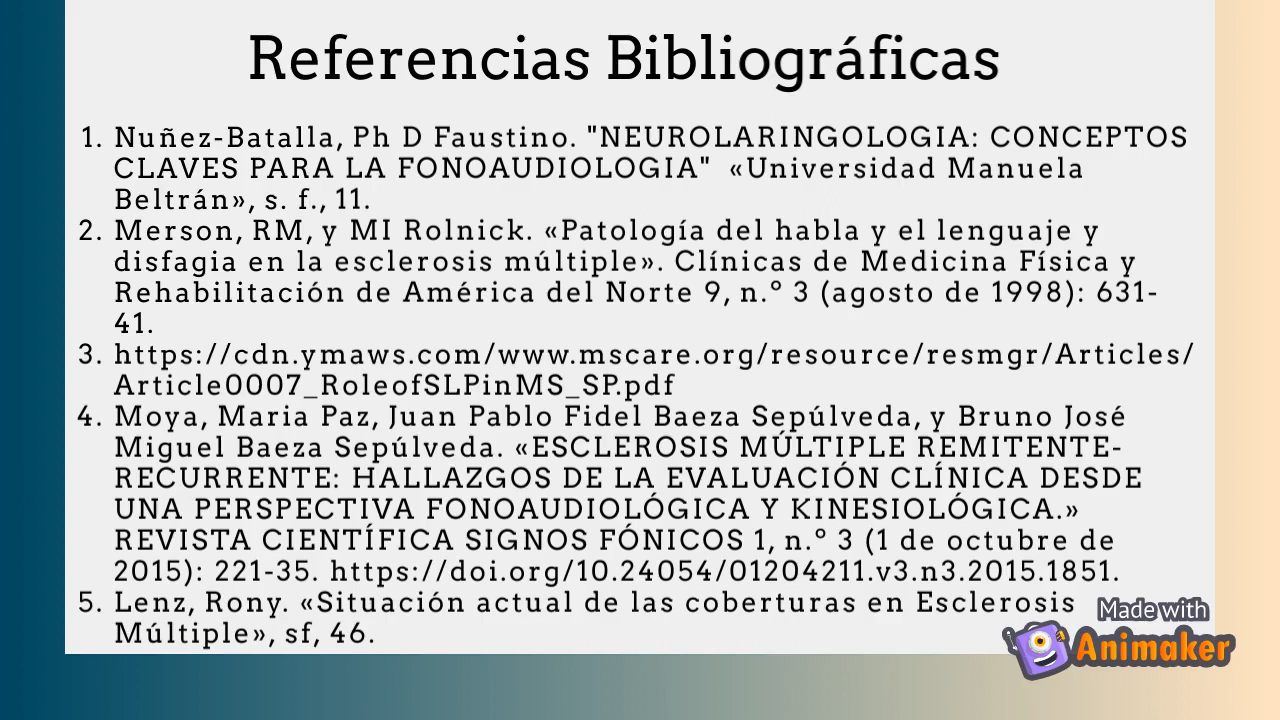 Referencias Bibliográficas
1. Nuñez-Batalla, Ph D Faustino. "NEUROLARINGOLOGIA: CONCEPTOS
CLAVES PARA LA FONOAUDIOLOGIA" «Universidad Manuela
Beltrán», s. f., 11.
2. Merson, RM, y MI Rolnick. «Patología del habla y el lenguaje y
disfagia en la esclerosis múltiple». Clínicas de Medicina Física y
Rehabilitación de América del Norte 9, n.º 3 (agosto de 1998): 631-
41.
3. https://cdn.ymaws.com/www.mscare.org/resource/resmgr/Articles/
Article0007_RoleofSLPinMS_SP.pdf
4. Moya, Maria Paz, Juan Pablo Fidel Baeza Sepúlveda, y Bruno José
Miguel Baeza Sepúlveda. «ESCLEROSIS MÚLTIPLE REMITENTE-
RECURRENTE: HALLAZGOS DE LA EVALUACIÓN CLÍNICA DESDE
UNA PERSPECTIVA FONOAUDIOLÓGICA Y KINESIOLÓGICA.»
REVISTA CIENTÍFICA SIGNOS FÓNICOS 1, n.º 3 (1 de octubre de
2015): 221-35. https://doi.org/10.24054/01204211.v3.n3.2015.1851.
5. Lenz, Rony. «Situación actual de las coberturas en Esclerosis
Múltiple», sf, 46.
Made with
Animaker